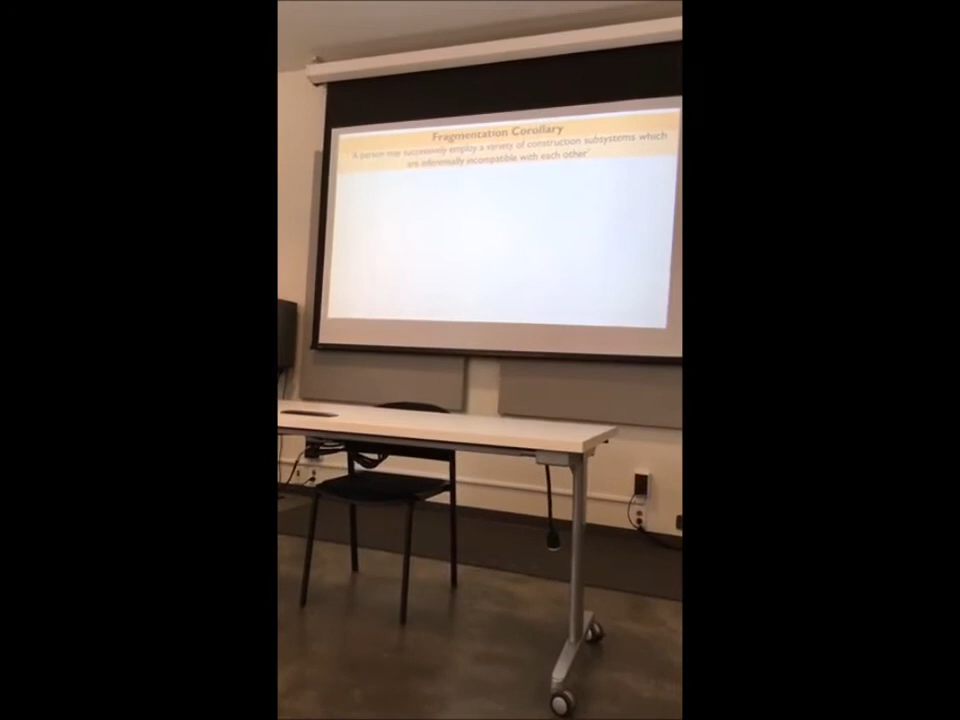 Fragmentation Corollary
A person may successively employ a variety of construction subsystems which
are inferentially incompatible with each other"